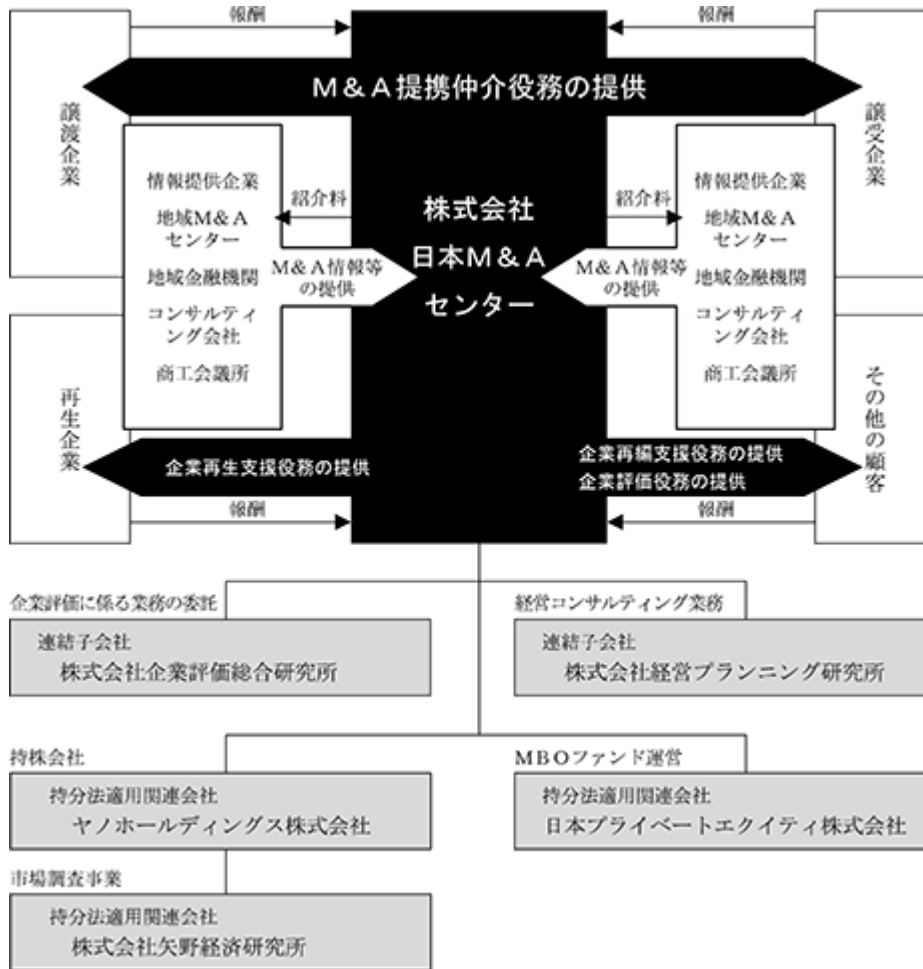 報酬
報酬
M&A提携仲介役務の提供
譲渡企業
譲受企業
情報提供企業
地域M&A
センター
地域金融機関
コンサルティ
ング会社
商工会議所
紹介料
M&A情報等
の提供
株式会社
日本M&A
センター
紹介料
M&A情報等
の提供
情報提供企業
地域M&A
センター
地域金融機関
コンサルティ
ング会社
商工会議所
再生企業
その他の顧客
企業再生支援役務の提供
企業再編支援役務の提供
企業評価役務の提供
報酬
報酬
企業評価に係る業務の委託
連結子会社
株式会社企業評価総合研究所
経営コンサルティング業務
連結子会社
株式会社経営プランニング研究所
持株会社
持分法適用関連会社
ヤノホールディングス株式会社
MBOファンド運営
持分法適用関連会社
日本プライベートエクイティ株式会社
市場調査事業
持分法適用関連会社
株式会社矢野経済研究所